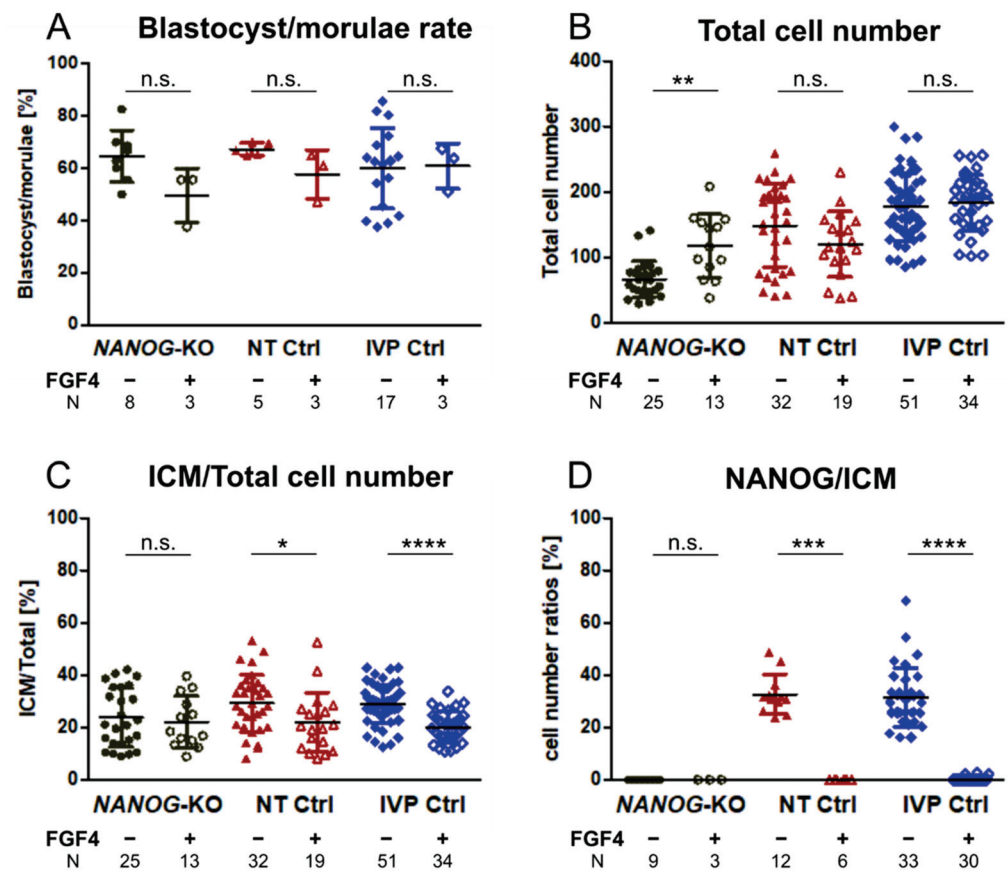 A Blastocyst/morulae rate
Blastocyst/morulae [%]
100
80
60
40
20
0
n.s. n.s. n.s.
NANOG-KO NT Ctrl IVP Ctrl
FGF4 – + – + – +
N 8 3 5 3 17 3
B Total cell number
Total cell number
400
300
200
100
0
** n.s. n.s.
NANOG-KO NT Ctrl IVP Ctrl
FGF4 – + – + – +
N 25 13 32 19 51 34
C ICM/Total cell number
ICM/Total [%]
100
80
60
40
20
0
n.s. * ****
NANOG-KO NT Ctrl IVP Ctrl
FGF4 – + – + – +
N 25 13 32 19 51 34
D NANOG/ICM
cell number ratios [%]
100
80
60
40
20
0
n.s. *** ****
NANOG-KO NT Ctrl IVP Ctrl
FGF4 – + – + – +
N 9 3 12 6 33 30